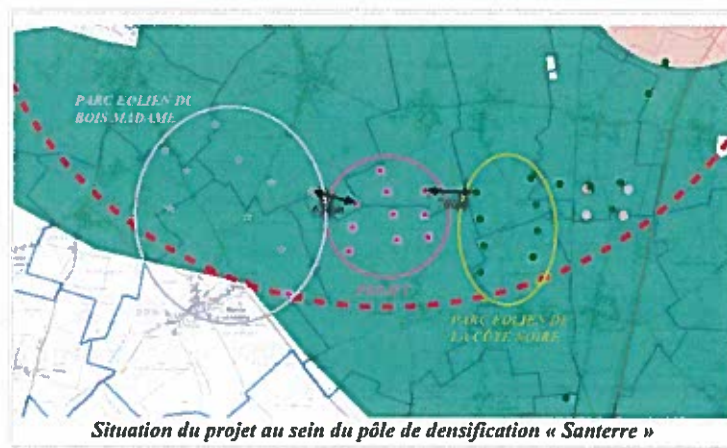 PARC EOLIEN DU
BOIS MADAME
PROJET
PARC EOLIEN DE
LA CÔTE NOIRE
Situation du projet au sein du pôle de densification « Santerre »